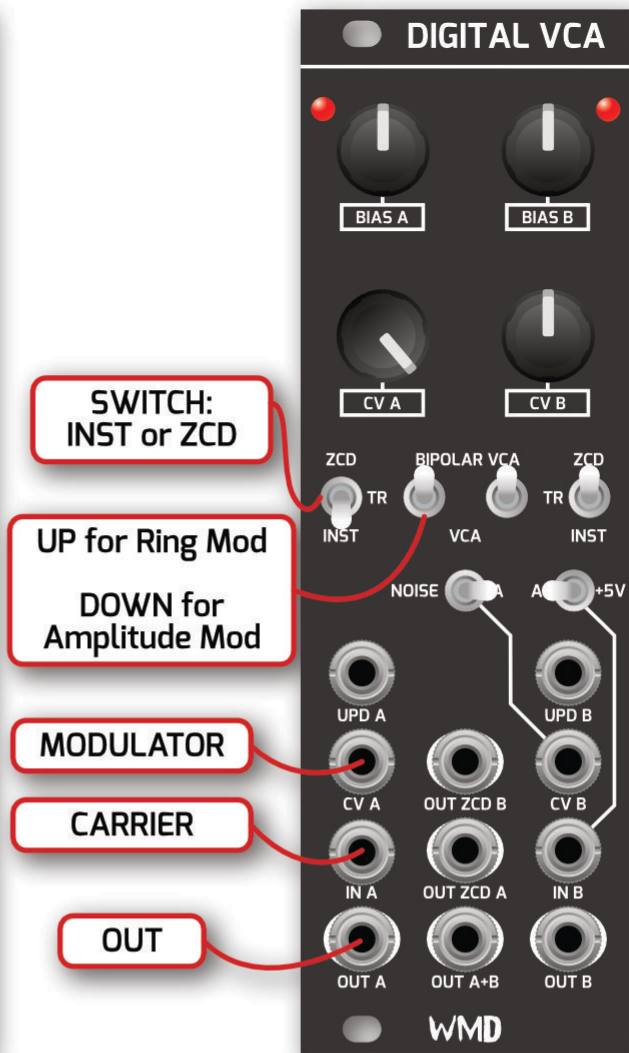 DIGITAL VCA
BIAS A
BIAS B
CV A
CV B
SWITCH:
INST or ZCD
ZCD
BIPOLAR VCA
ZCD
TR
TR
INST
VCA
INST
UP for Ring Mod
DOWN for
Amplitude Mod
NOISE
A
A
+5V
UPD A
UPD B
MODULATOR
CV A
OUT ZCD B
CV B
CARRIER
IN A
OUT ZCD A
IN B
OUT
OUT A
OUT A+B
OUT B
WMD